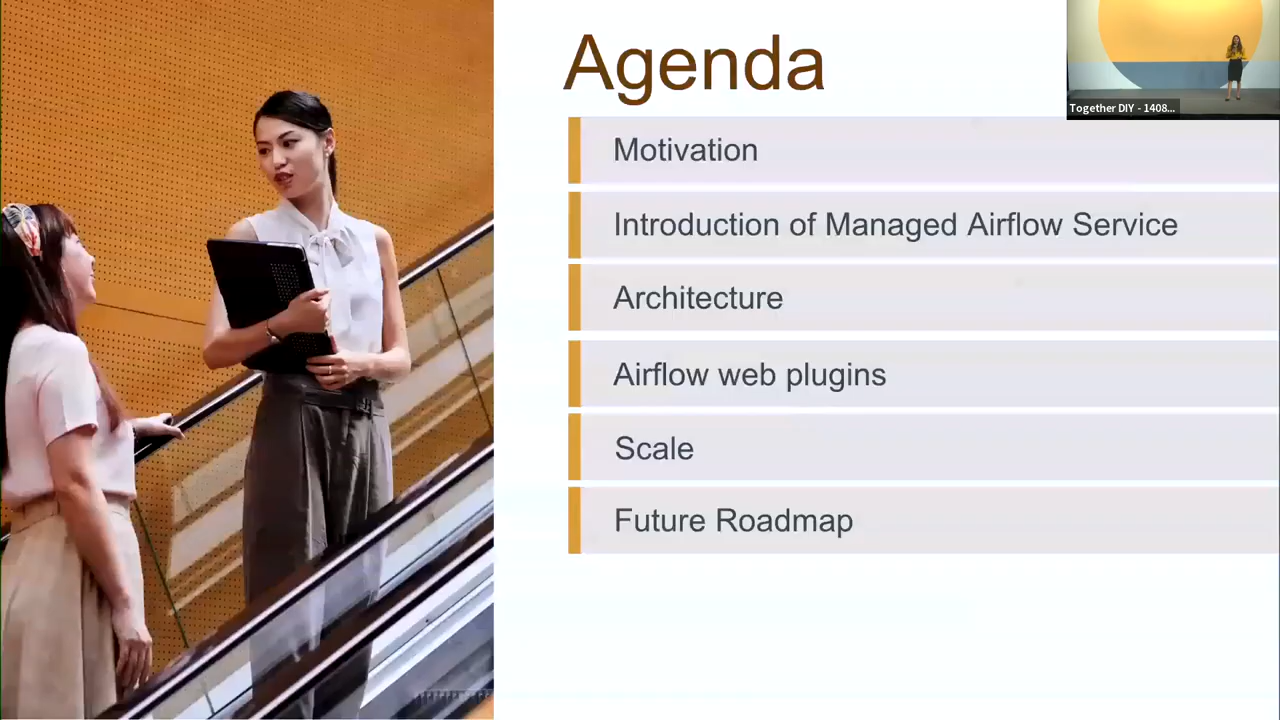 Agenda
Together DIY - 1408...
Motivation
Introduction of Managed Airflow Service
Architecture
Airflow web plugins
Scale
Future Roadmap